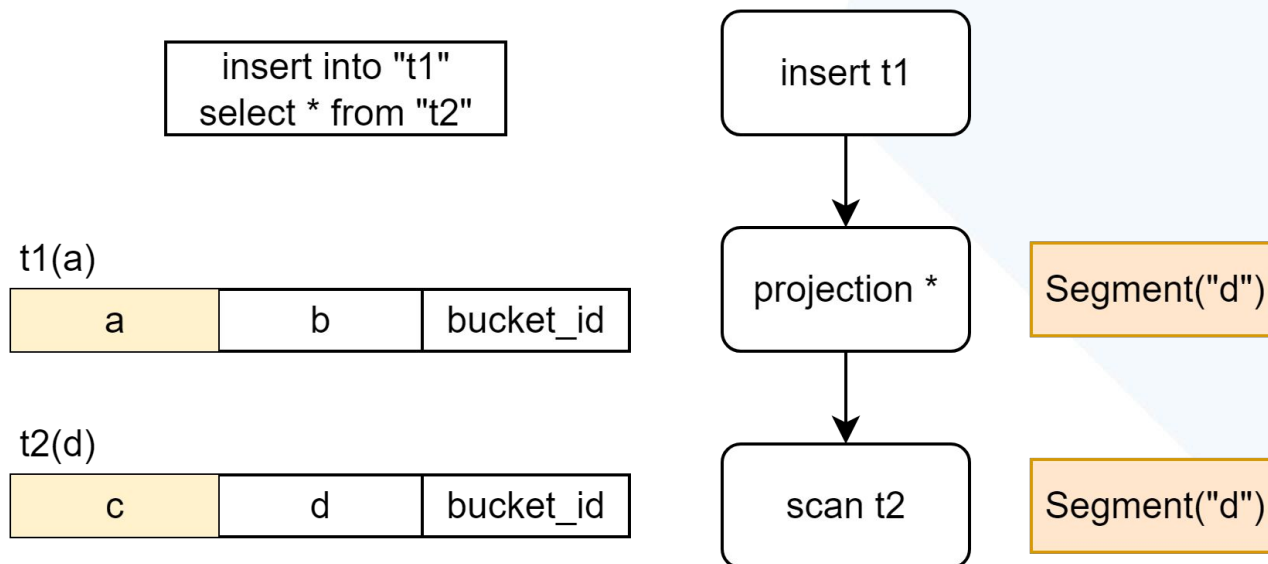 insert into "t1"
select * from "t2"
t1(a)
a
b
bucket_id
t2(d)
c
d
bucket_id
insert t1
projection *
Segment("d")
scan t2
Segment("d")